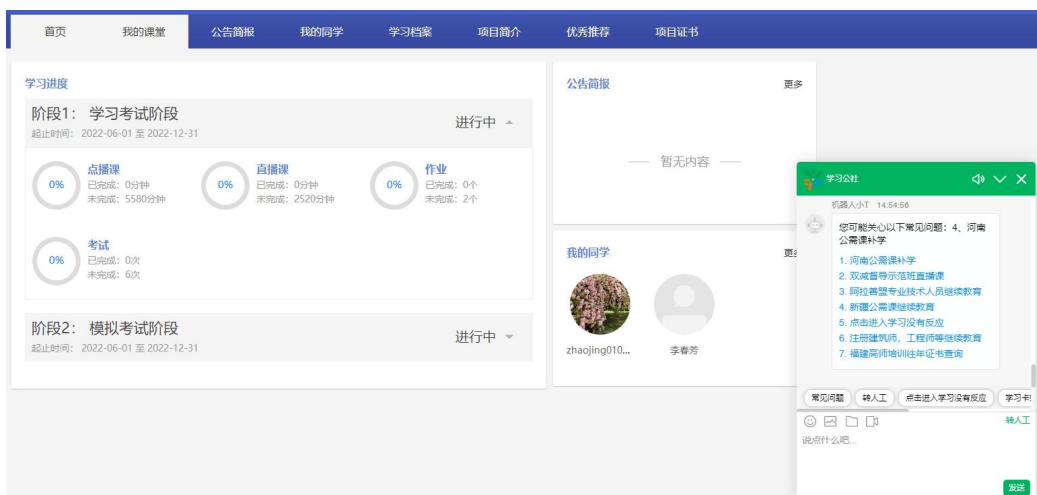 首页 我的课堂 公告简报 我的同学 学习档案 项目简介 优秀推荐 项目证书
学习进度
阶段1： 学习考试阶段
起止时间： 2022-06-01 至 2022-12-31
进行中
0%
点播课
已完成：0分钟
未完成：5580分钟
0%
直播课
已完成：0分钟
未完成：2520分钟
0%
作业
已完成：0个
未完成：2个
0%
考试
已完成：0次
未完成：6次
阶段2： 模拟考试阶段
起止时间： 2022-06-01 至 2022-12-31
进行中
公告简报 更多
暂无内容
我的同学
zhaojing010... 李春芳
学习公社
机器人小T 14:54:56
您可能关心以下常见问题：4、河南
公需课补学
1. 河南公需课补学
2. 双减督导示范班直播课
3. 阿拉善盟专业技术人员继续教育
4. 新疆公需课继续教育
5. 点击进入学习没有反应
6. 注册建筑师，工程师等继续教育
7. 福建高师培训往年证书查询
常见问题 转人工 点击进入学习没有反应 学习卡
转人工
说点什么吧...
发送